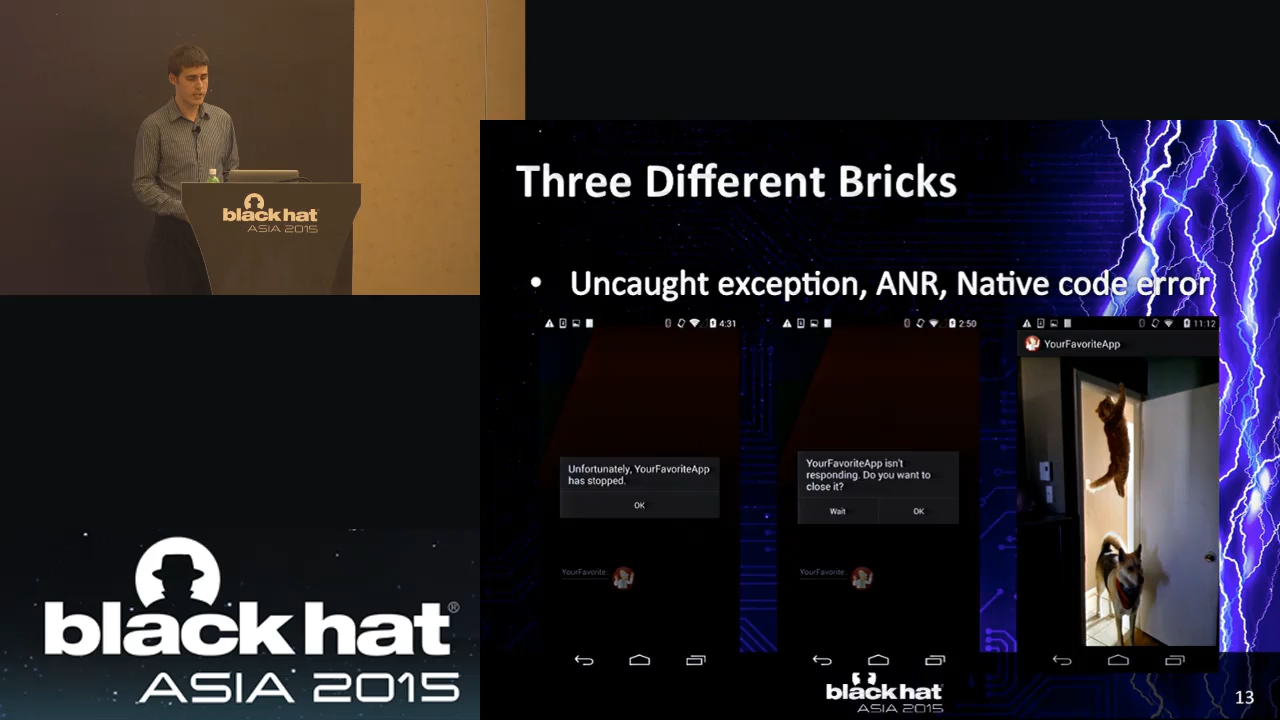 black hat
ASIA 2015
Three Different Bricks
• Uncaught exception, ANR, Native code error
4:31
Unfortunately, YourFavoriteApp
has stopped.
OK
YourFavorite
2:50
YourFavoriteApp isn't
responding. Do you want to
close it?
Wait OK
YourFavorite
11:12
YourFavoriteApp
black hat
ASIA 2015
13
black hat®
ASIA 2015